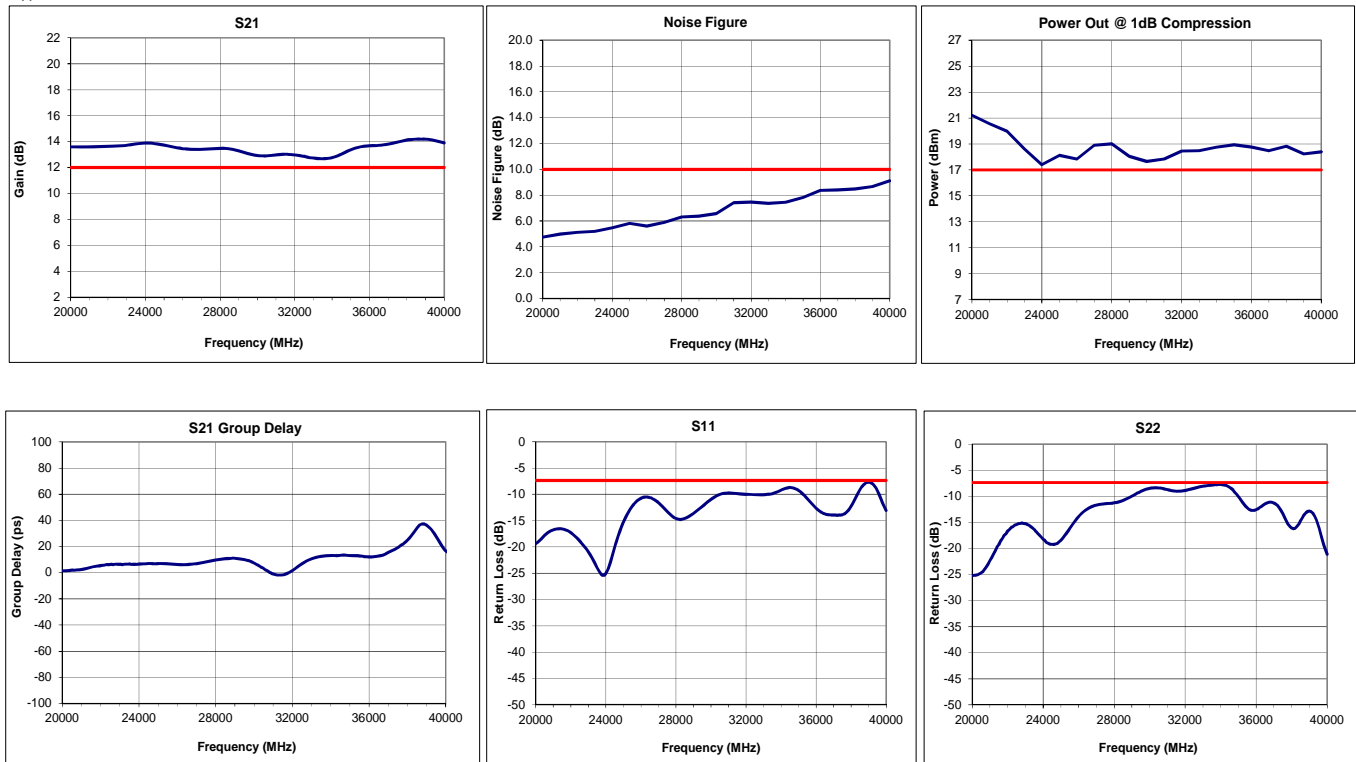 S21
22
20
18
16
14
12
10
8
6
4
2
Gain (dB)
20000 24000 28000 32000 36000 40000
Frequency (MHz)
Noise Figure
20.0
18.0
16.0
14.0
12.0
10.0
8.0
6.0
4.0
2.0
0.0
Noise Figure (dB)
20000 24000 28000 32000 36000 40000
Frequency (MHz)
Power Out @ 1dB Compression
27
25
23
21
19
17
15
13
11
9
7
Power (dBm)
20000 24000 28000 32000 36000 40000
Frequency (MHz)
S21 Group Delay
100
80
60
40
20
0
-20
-40
-60
-80
-100
Group Delay (ps)
20000 24000 28000 32000 36000 40000
Frequency (MHz)
S11
0
-5
-10
-15
-20
-25
-30
-35
-40
-45
-50
Return Loss (dB)
20000 24000 28000 32000 36000 40000
Frequency (MHz)
S22
0
-5
-10
-15
-20
-25
-30
-35
-40
-45
-50
Return Loss (dB)
20000 24000 28000 32000 36000 40000
Frequency (MHz)